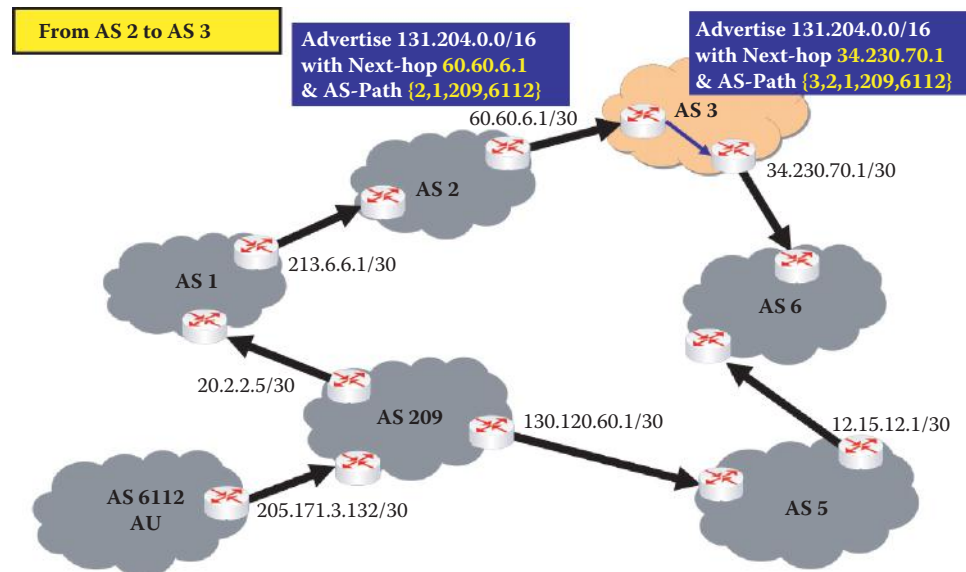 From AS 2 to AS 3
Advertise 131.204.0.0/16
with Next-hop 60.60.6.1
& AS-Path {2,1,209,6112}
Advertise 131.204.0.0/16
with Next-hop 34.230.70.1
& AS-Path {3,2,1,209,6112}
60.60.6.1/30
AS 3
34.230.70.1/30
AS 2
213.6.6.1/30
AS 1
AS 6
20.2.2.5/30
AS 209
130.120.60.1/30
12.15.12.1/30
AS 6112
AU
205.171.3.132/30
AS 5